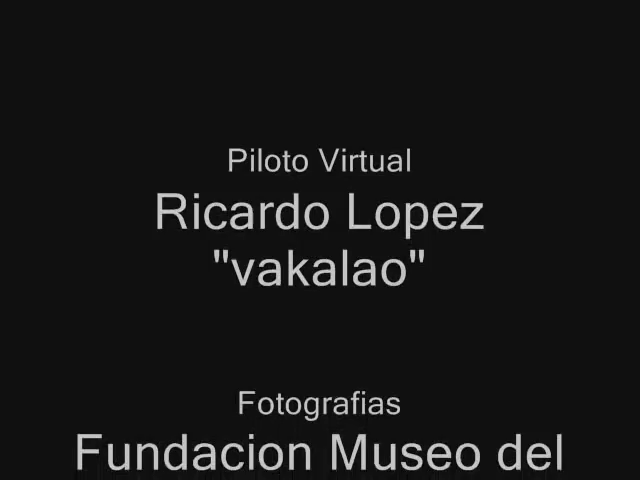 Piloto Virtual
Ricardo Lopez
"vakalao"
Fotografias
Fundacion Museo del